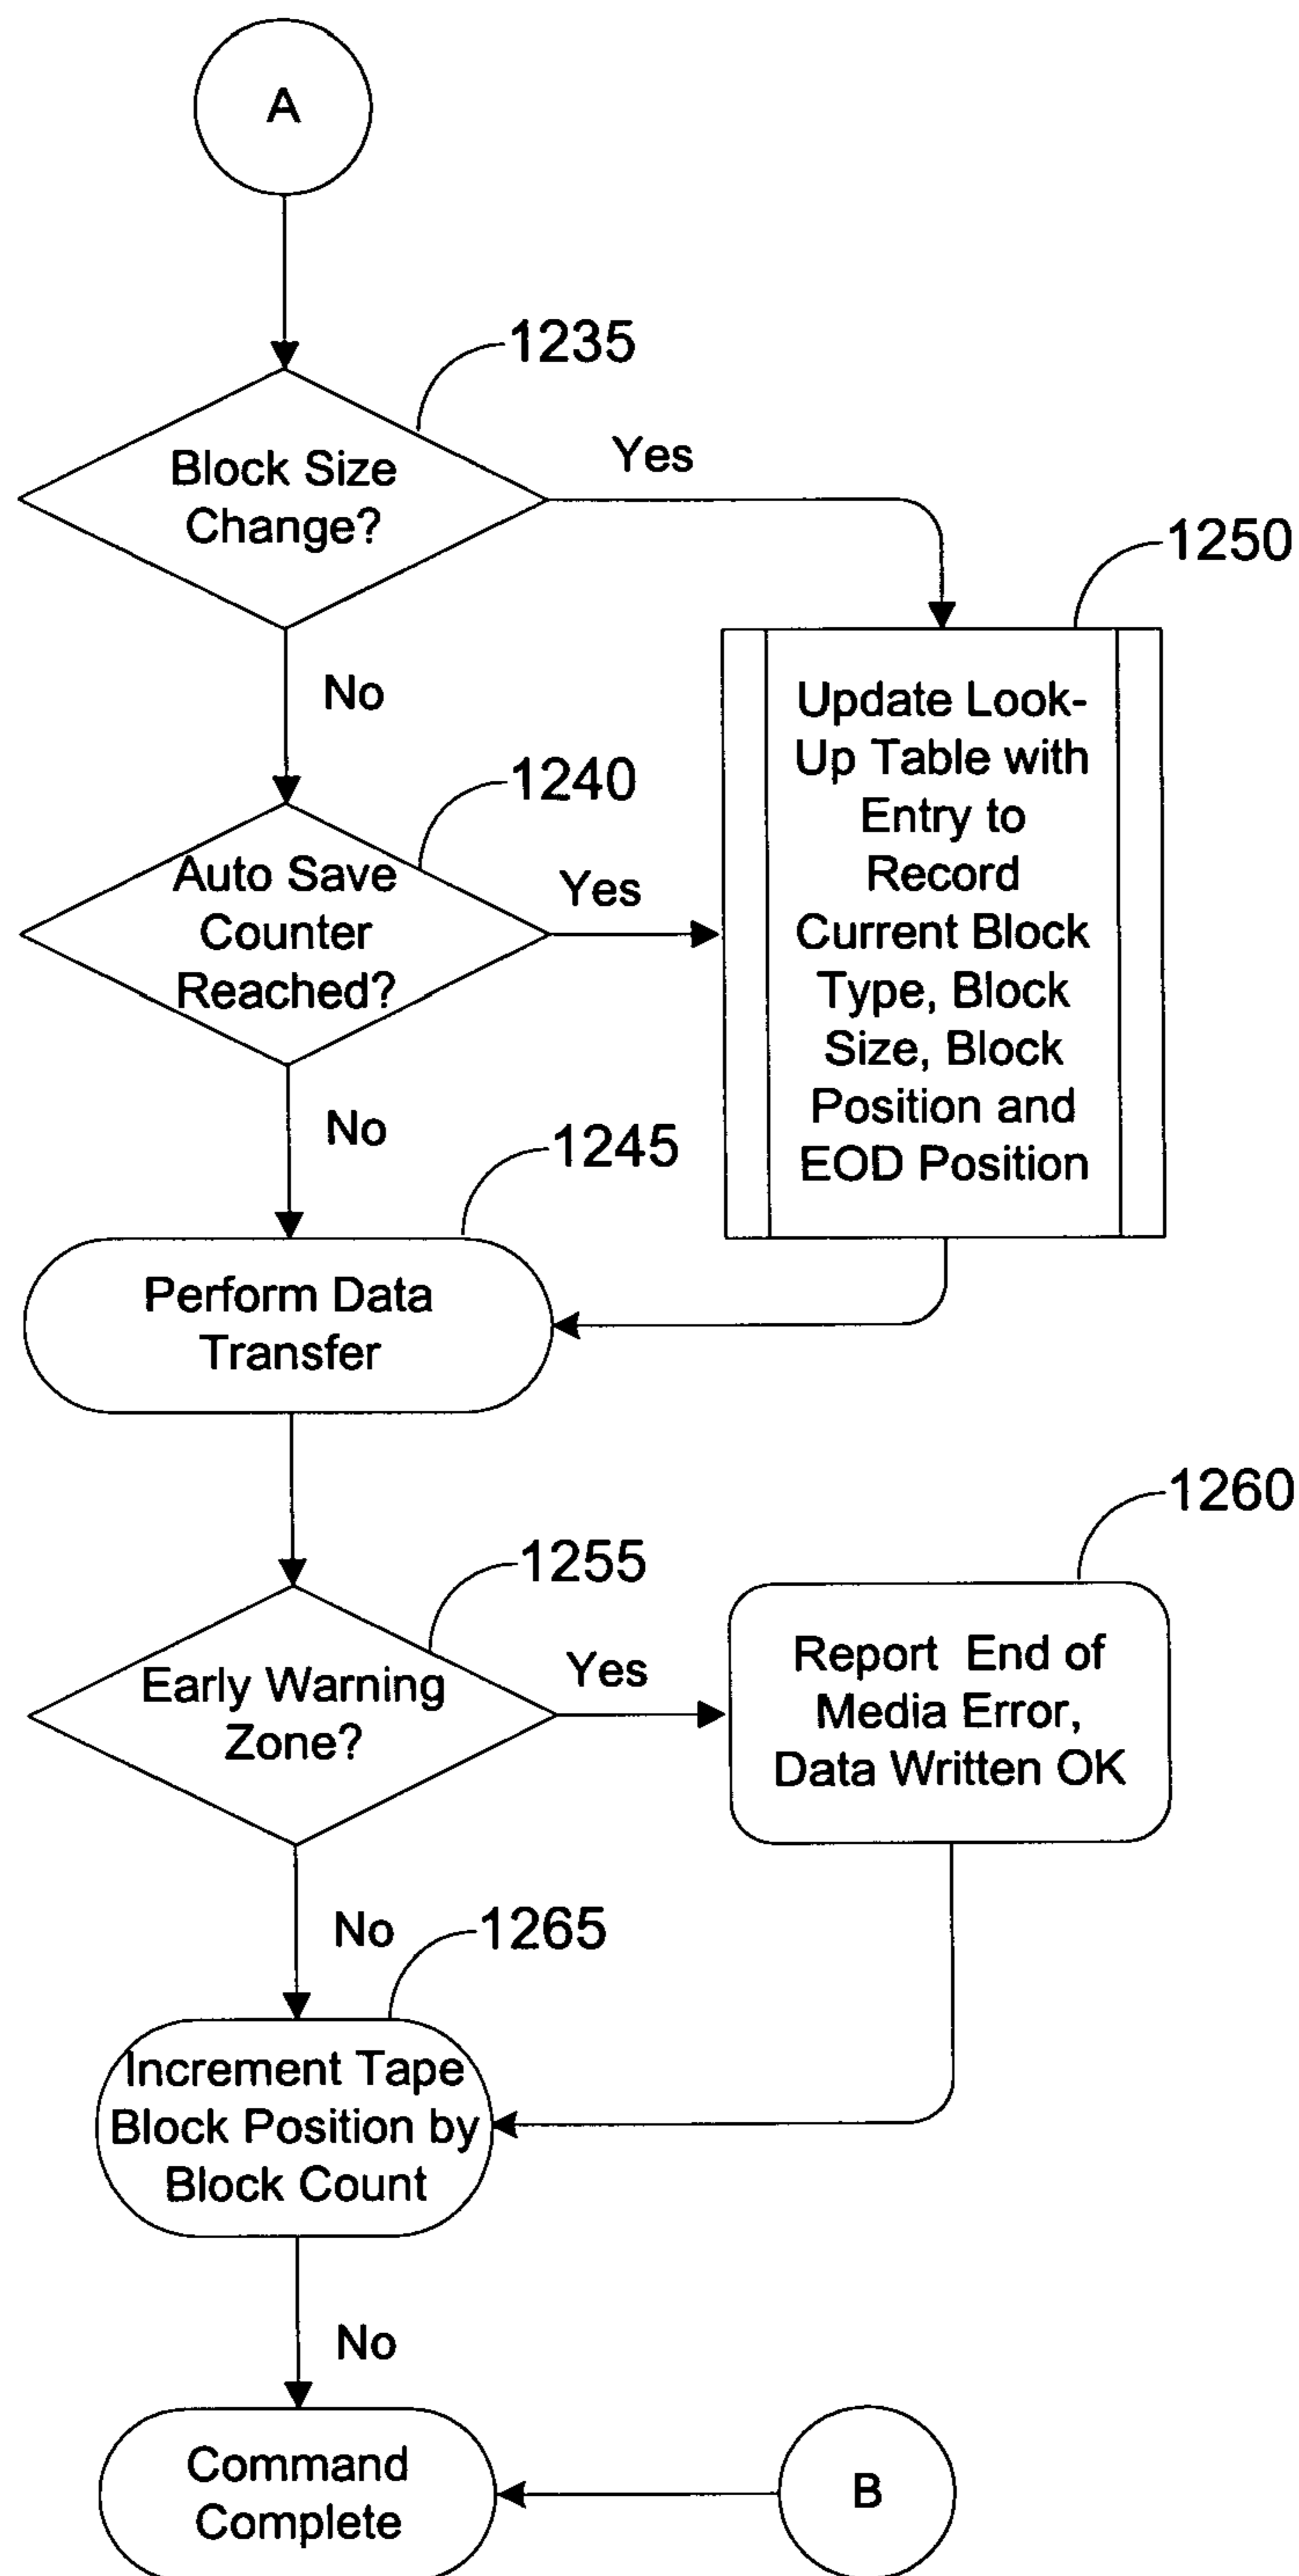 A
1235
Block Size
Change?
Yes
1250
No
Update Look-
Up Table with
Entry to
Record
Current Block
Type, Block
Size, Block
Position and
EOD Position
1240
Auto Save
Counter
Reached?
Yes
No
1245
Perform Data
Transfer
1255
Early Warning
Zone?
Yes
1260
Report End of
Media Error,
Data Written OK
No
1265
Increment Tape
Block Position by
Block Count
No
Command
Complete
B